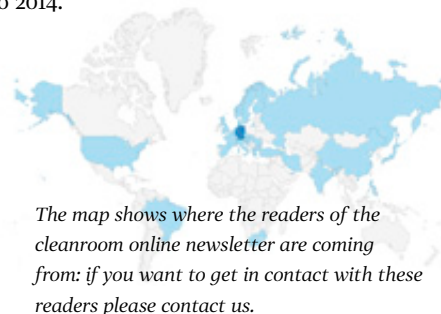 o 2014.
The map shows where the readers of the
cleanroom online newsletter are coming
from: if you want to get in contact with these
readers please contact us.